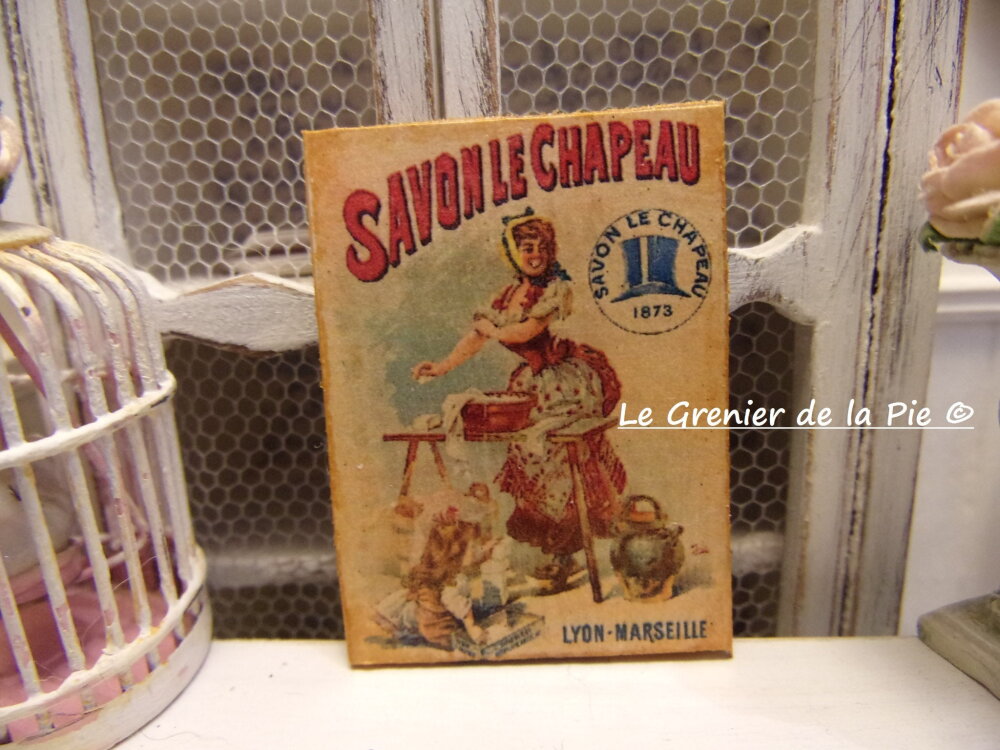 SAVON LE CHAPEAU
SAVON LE CHAPEAU
1873
Le Grenier de la Pie ©
LYON-MARSEILLE